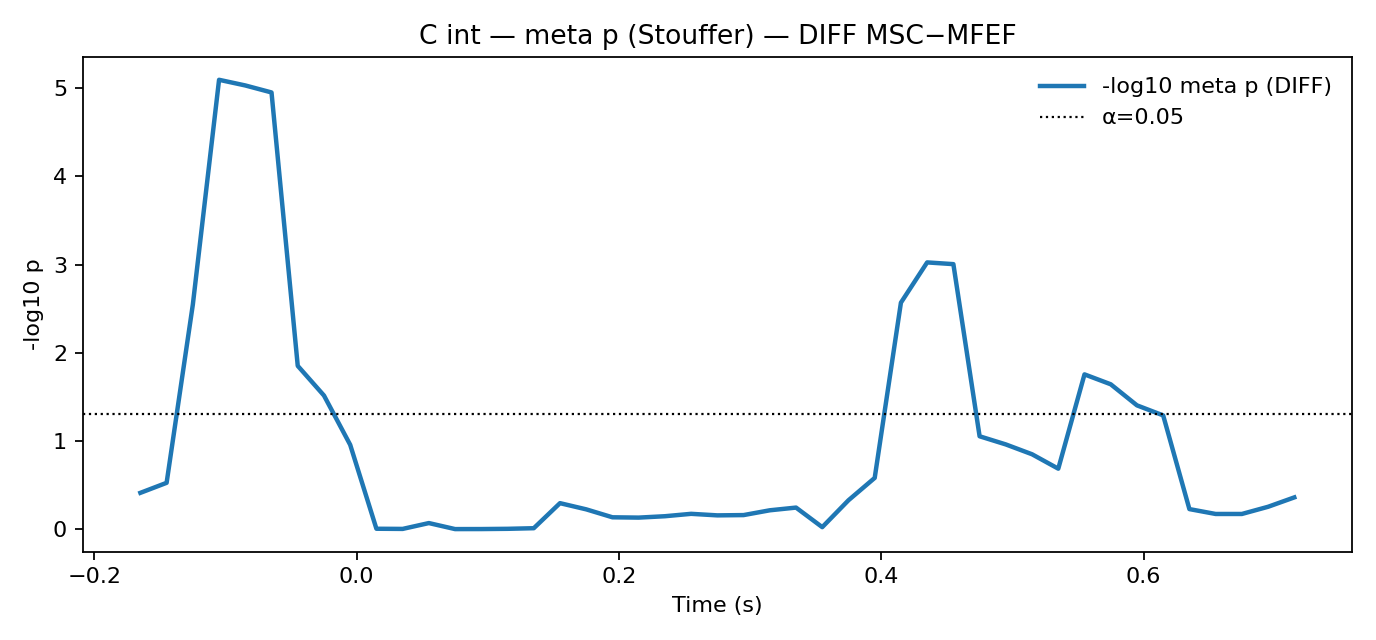 C int — meta p (Stouffer) — DIFF MSC−MFEF
-log10 meta p (DIFF)
α=0.05
-log10 p
5
4
3
2
1
0
−0.2
0.0
0.2
0.4
0.6
Time (s)